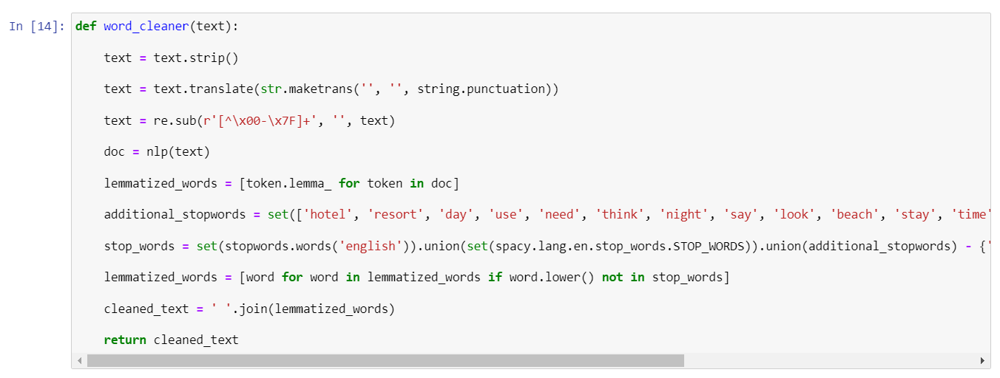 In [14]: def word_cleaner(text):
text = text.strip()
text = text.translate(str.maketrans('', '', string.punctuation))
text = re.sub(r'[^\x00-\x7F]+', '', text)
doc = nlp(text)
lemmatized_words = [token.lemma_ for token in doc]
additional_stopwords = set(['hotel', 'resort', 'day', 'use', 'need', 'think', 'night', 'say', 'look', 'beach', 'stay', 'time'
stop_words = set(stopwords.words('english')).union(set(spacy.lang.en.stop_words.STOP_WORDS)).union(additional_stopwords) - {'
lemmatized_words = [word for word in lemmatized_words if word.lower() not in stop_words]
cleaned_text = ' '.join(lemmatized_words)
return cleaned_text